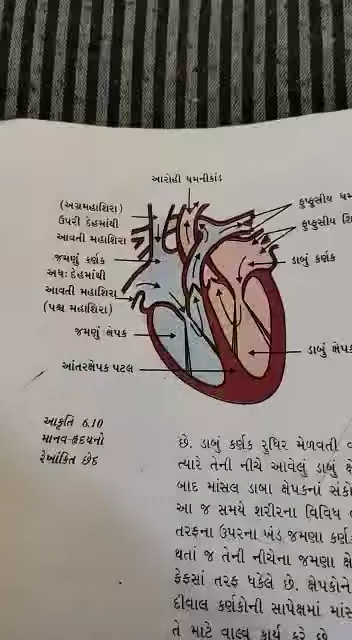 આરોહી ધમનીકાંડ
(અગ્રમહાશિરા)
ઉપરી દેહમાંથી
આવતી મહાશિરા
જમણું કર્ણક
અધઃ દેહમાંથી
આવતી મહાશિરા
(પશ્ચ મહાશિરા)
જમણું ક્ષેપક
આંતરક્ષેપક પટલ
ફુપ્ફુસીય
ફુપ્ફુસીય
ડાબું કર્ણક
ડાબું
આકૃતિ 6.10
માનવ-હૃદયનો
રેખાંકિત છેદ
છે. ડાબું કર્ણક રુધિર મેળવતી
ત્યારે તેની નીચે આવેલું ડાબું
બાદ માંસલ ડાબા ક્ષેપકનાં
આ જ સમયે શરીરના વિવિધ
તરફના ઉપરના ખંડ જમણા
થતાં જ તેની નીચેના જમણા
ફેફસાં તરફ ધકેલે છે. ક્ષેપકોને
દીવાલ કર્ણકોની સાપેક્ષમાં
તે માટે વાલ્વ કાર્ય કરે છે